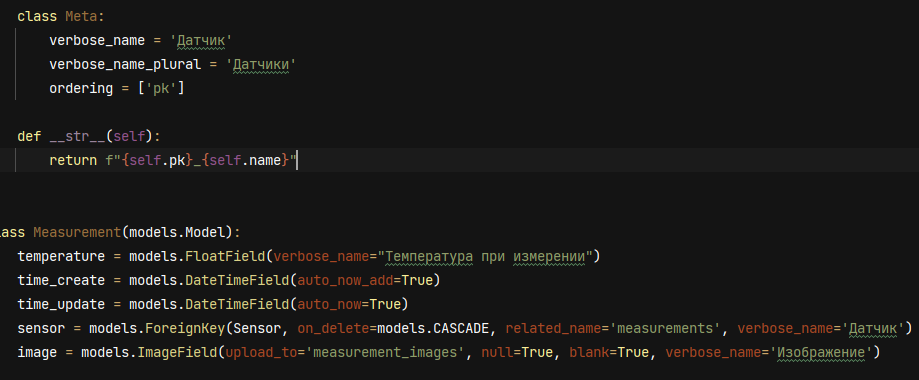 class Meta:
    verbose_name = 'Датчик'
    verbose_name_plural = 'Датчики'
    ordering = ['pk']
def __str__(self):
    return f"{self.pk}_{self.name}"
lass Measurement(models.Model):
    temperature = models.FloatField(verbose_name="Температура при измерении")
    time_create = models.DateTimeField(auto_now_add=True)
    time_update = models.DateTimeField(auto_now=True)
    sensor = models.ForeignKey(Sensor, on_delete=models.CASCADE, related_name='measurements', verbose_name='Датчик')
    image = models.ImageField(upload_to='measurement_images', null=True, blank=True, verbose_name='Изображение')